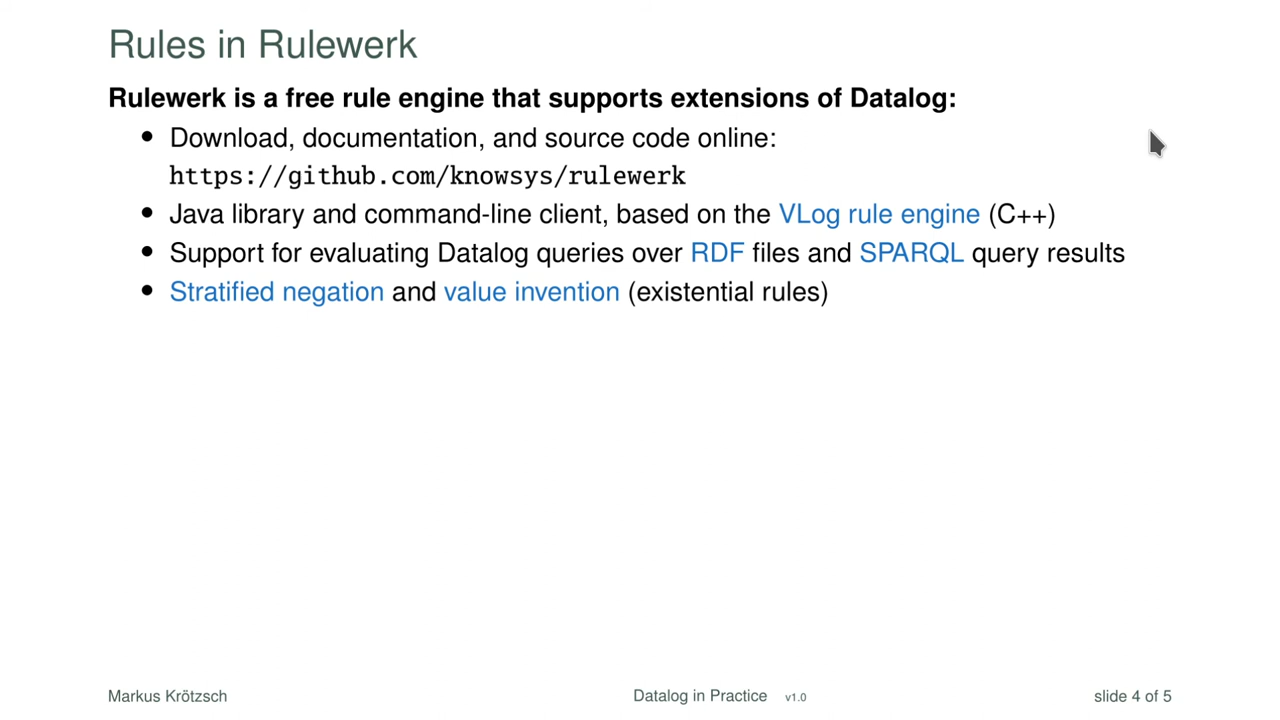 Rules in Rulewerk
Rulewerk is a free rule engine that supports extensions of Datalog:
• Download, documentation, and source code online:
https://github.com/knowsys/rulewerk
• Java library and command-line client, based on the VLog rule engine (C++)
• Support for evaluating Datalog queries over RDF files and SPARQL query results
• Stratified negation and value invention (existential rules)
Markus Krötzsch Datalog in Practice v1.0 slide 4 of 5